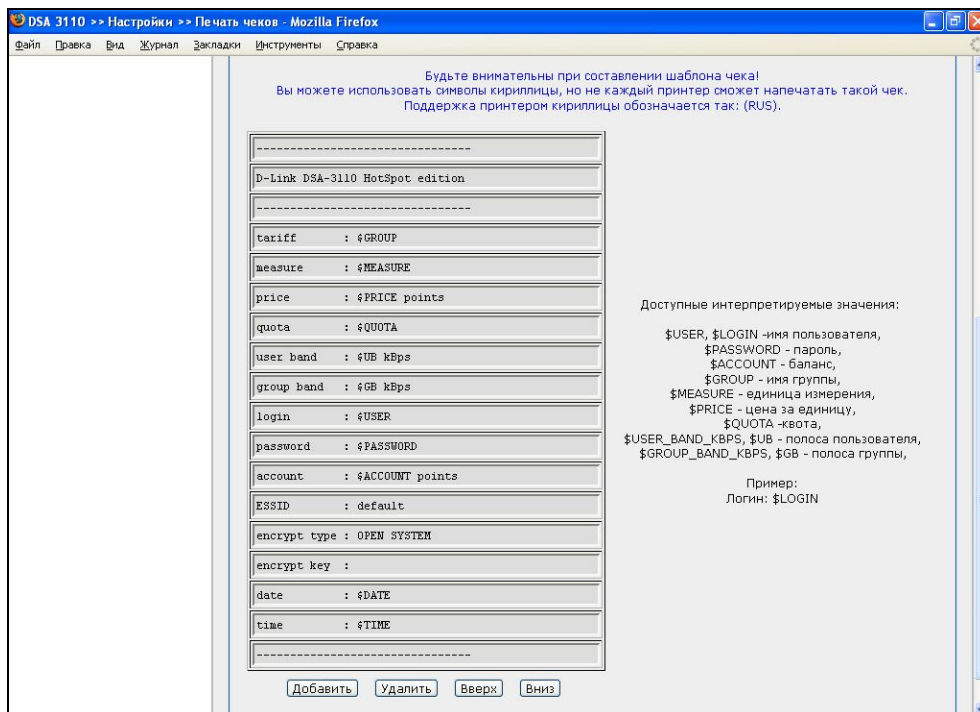 DSA 3110 >> Настройки >> Печать чеков - Mozilla Firefox
Файл Правка Вид Журнал Закладки Инструменты Справка
Будьте внимательны при составлении шаблона чека!
Вы можете использовать символы кириллицы, но не каждый принтер сможет напечатать такой чек.
Поддержка принтером кириллицы обозначается так: (RUS).
--------------------------------
D-Link DSA-3110 HotSpot edition
--------------------------------
tariff : $GROUP
measure : $MEASURE
price : $PRICE points
quota : $QUOTA
user band : $UB kBps
group band : $GB kBps
login : $USER
password : $PASSWORD
account : $ACCOUNT points
ESSID : default
encrypt type : OPEN SYSTEM
encrypt key :
date : $DATE
time : $TIME
--------------------------------
Доступные интерпретируемые значения:
$USER, $LOGIN -имя пользователя,
$PASSWORD - пароль,
$ACCOUNT - баланс,
$GROUP - имя группы,
$MEASURE - единица измерения,
$PRICE - цена за единицу,
$QUOTA -квота,
$USER_BAND_KBPS, $UB - полоса пользователя,
$GROUP_BAND_KBPS, $GB - полоса группы,
Пример:
Логин: $LOGIN
Добавить Удалить Вверх Вниз